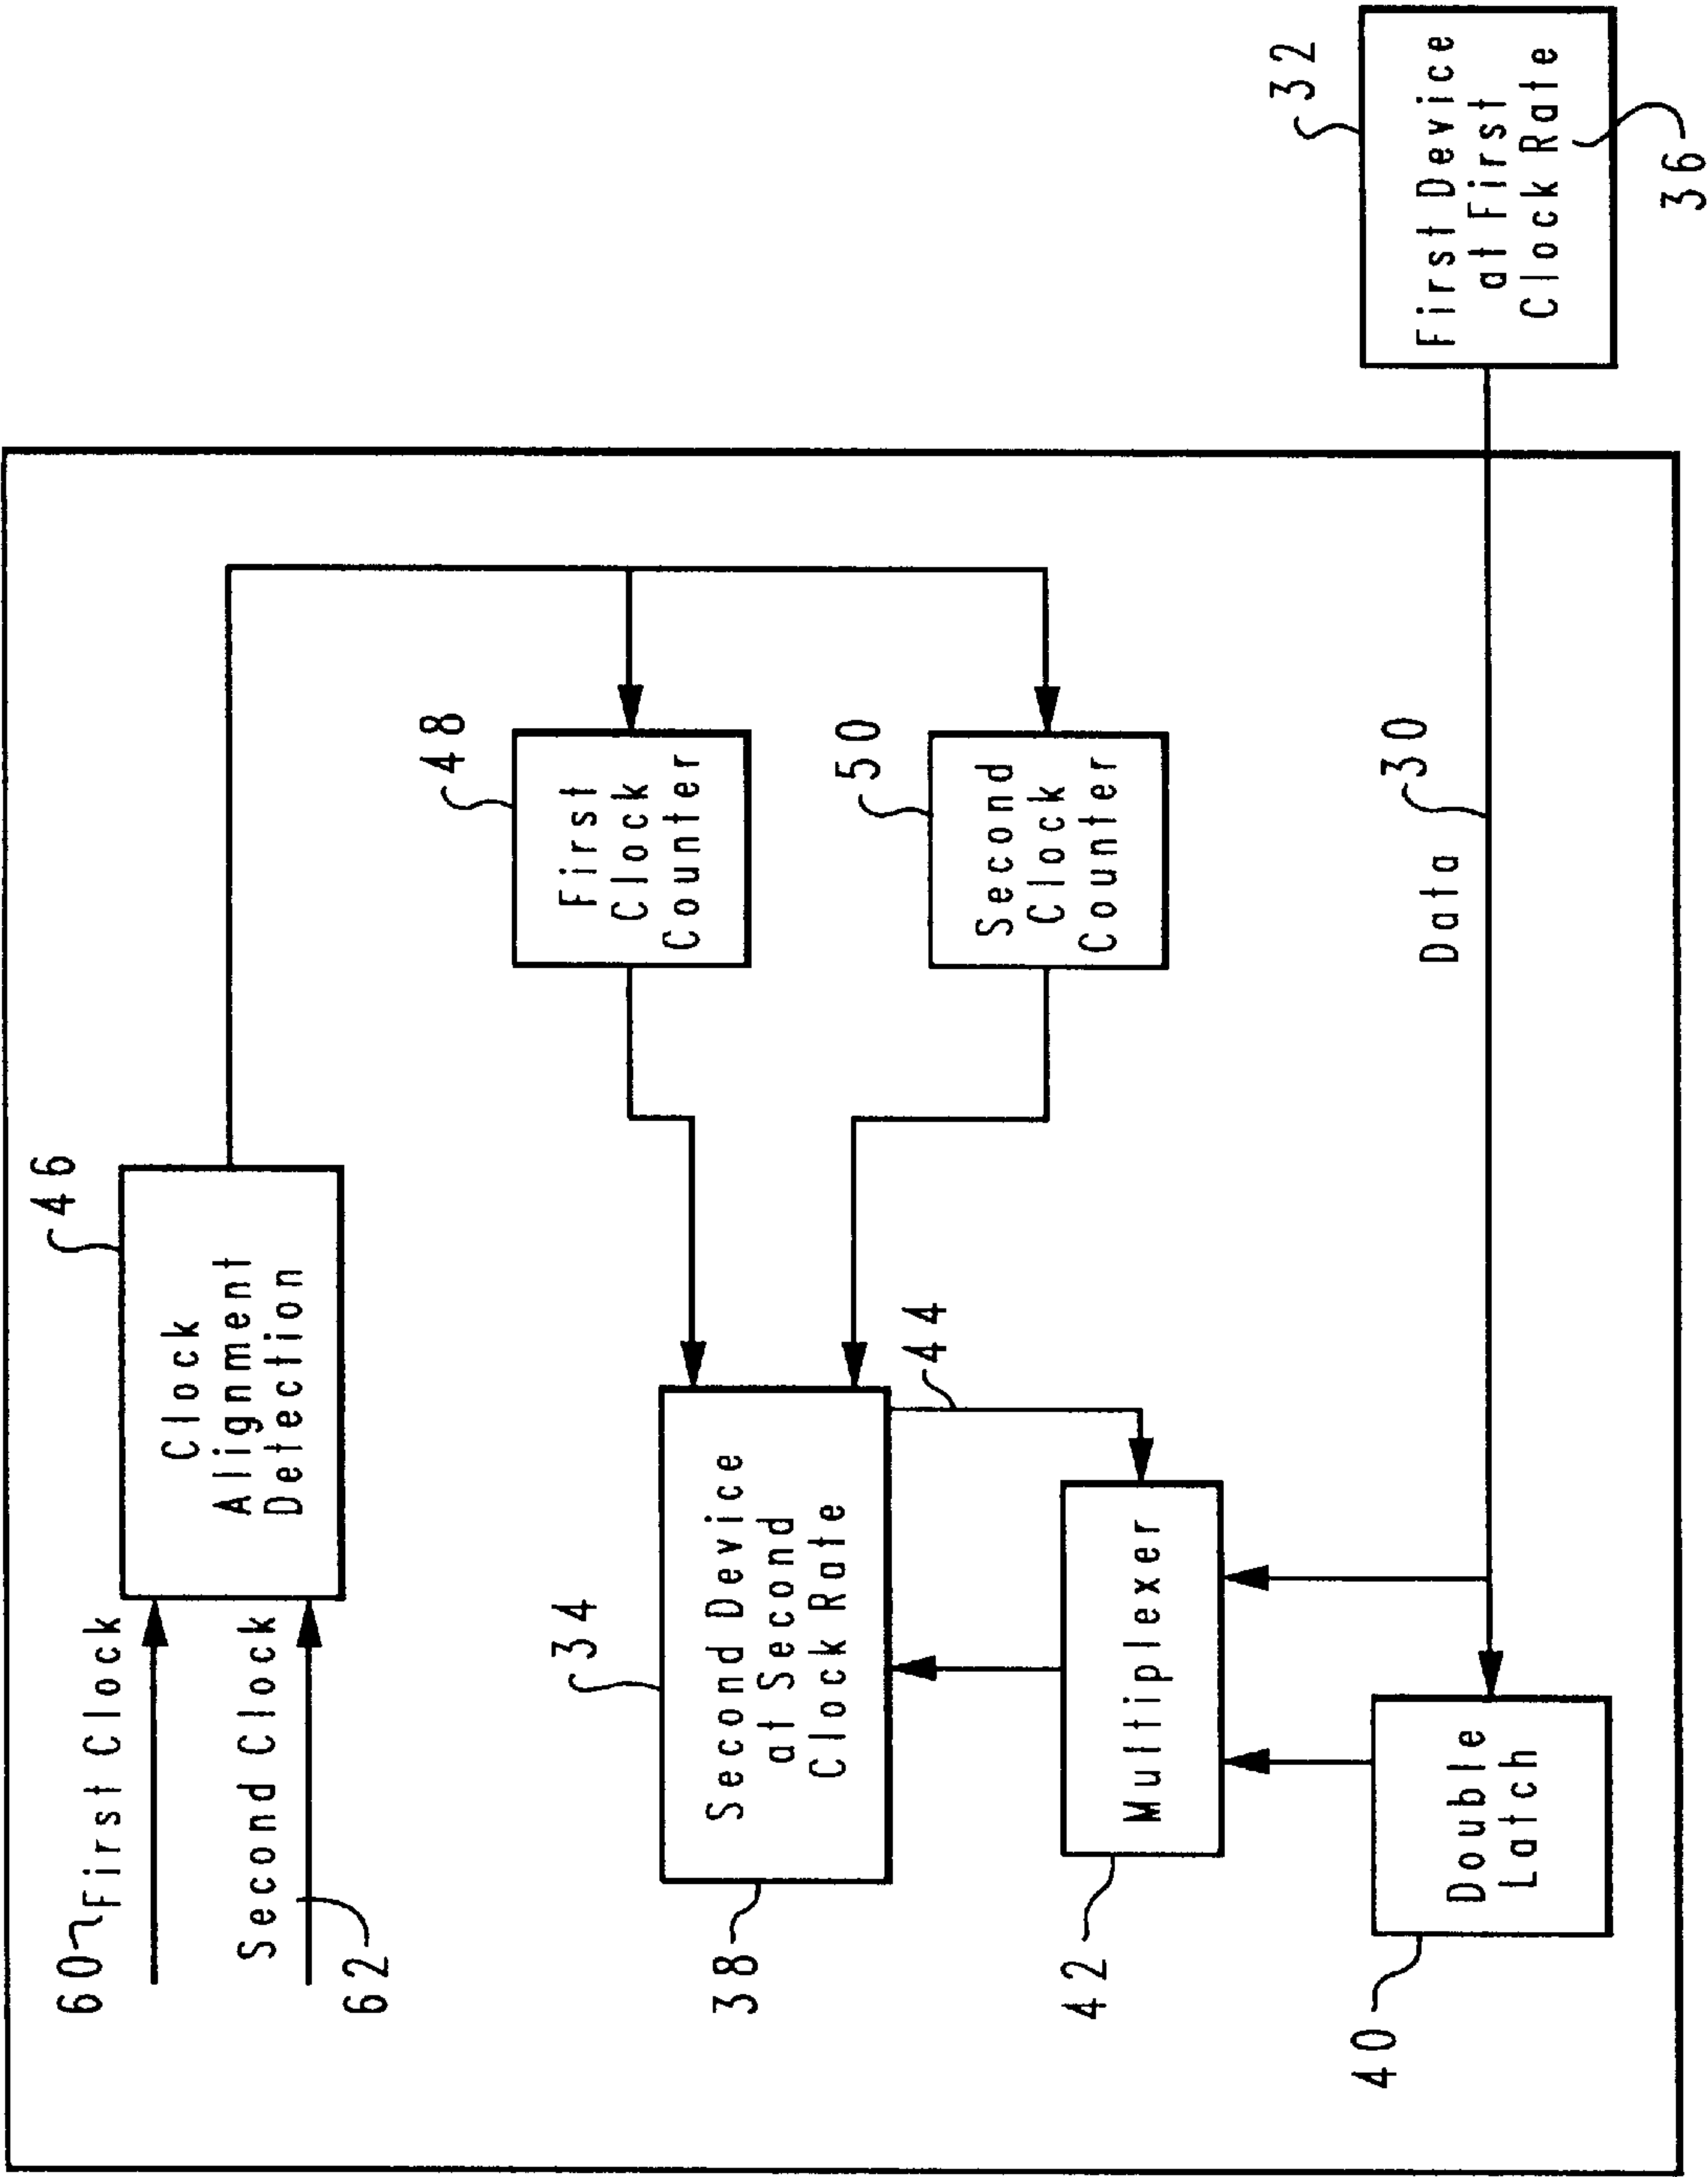 60
First Clock
Second Clock
62
Clock
Alignment
Detection
46
First
Clock
Counter
48
Second
Clock
Counter
50
34
Second Device
at Second
Clock Rate
38
44
Multiplexer
42
Double
Latch
40
Data
30
32
First Device
at First
Clock Rate
36